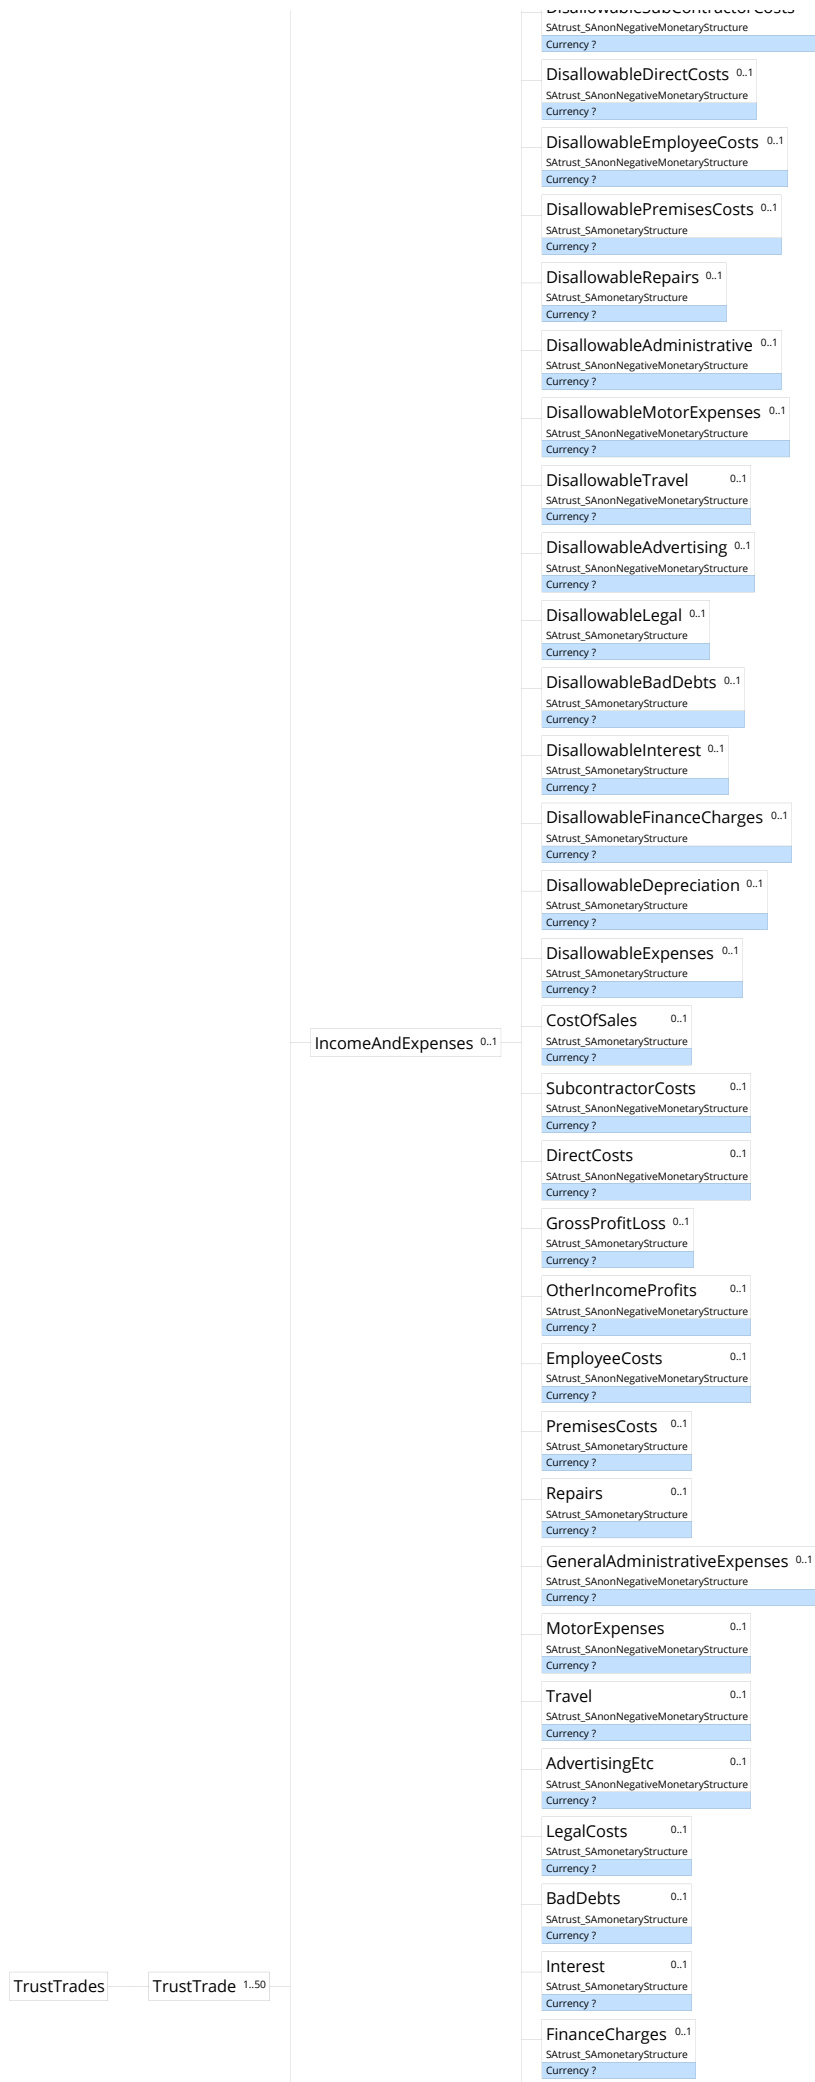 DisallowableSubContractorCosts
SAtrust_SAnonNegativeMonetaryStructure
Currency ?
DisallowableDirectCosts 0..1
SAtrust_SAnonNegativeMonetaryStructure
Currency ?
DisallowableEmployeeCosts 0..1
SAtrust_SAnonNegativeMonetaryStructure
Currency ?
DisallowablePremisesCosts 0..1
SAtrust_SAmonetaryStructure
Currency ?
DisallowableRepairs 0..1
SAtrust_SAmonetaryStructure
Currency ?
DisallowableAdministrative 0..1
SAtrust_SAnonNegativeMonetaryStructure
Currency ?
DisallowableMotorExpenses 0..1
SAtrust_SAnonNegativeMonetaryStructure
Currency ?
DisallowableTravel 0..1
SAtrust_SAnonNegativeMonetaryStructure
Currency ?
DisallowableAdvertising 0..1
SAtrust_SAnonNegativeMonetaryStructure
Currency ?
DisallowableLegal 0..1
SAtrust_SAmonetaryStructure
Currency ?
DisallowableBadDebts 0..1
SAtrust_SAmonetaryStructure
Currency ?
DisallowableInterest 0..1
SAtrust_SAmonetaryStructure
Currency ?
DisallowableFinanceCharges 0..1
SAtrust_SAmonetaryStructure
Currency ?
DisallowableDepreciation 0..1
SAtrust_SAmonetaryStructure
Currency ?
DisallowableExpenses 0..1
SAtrust_SAmonetaryStructure
Currency ?
IncomeAndExpenses 0..1
CostOfSales 0..1
SAtrust_SAmonetaryStructure
Currency ?
SubcontractorCosts 0..1
SAtrust_SAnonNegativeMonetaryStructure
Currency ?
DirectCosts 0..1
SAtrust_SAnonNegativeMonetaryStructure
Currency ?
GrossProfitLoss 0..1
SAtrust_SAmonetaryStructure
Currency ?
OtherIncomeProfits 0..1
SAtrust_SAnonNegativeMonetaryStructure
Currency ?
EmployeeCosts 0..1
SAtrust_SAnonNegativeMonetaryStructure
Currency ?
PremisesCosts 0..1
SAtrust_SAmonetaryStructure
Currency ?
Repairs 0..1
SAtrust_SAmonetaryStructure
Currency ?
GeneralAdministrativeExpenses 0..1
SAtrust_SAnonNegativeMonetaryStructure
Currency ?
MotorExpenses 0..1
SAtrust_SAnonNegativeMonetaryStructure
Currency ?
Travel 0..1
SAtrust_SAnonNegativeMonetaryStructure
Currency ?
AdvertisingEtc 0..1
SAtrust_SAnonNegativeMonetaryStructure
Currency ?
LegalCosts 0..1
SAtrust_SAmonetaryStructure
Currency ?
BadDebts 0..1
SAtrust_SAmonetaryStructure
Currency ?
TrustTrades
TrustTrade 1..50
Interest 0..1
SAtrust_SAmonetaryStructure
Currency ?
FinanceCharges 0..1
SAtrust_SAmonetaryStructure
Currency ?